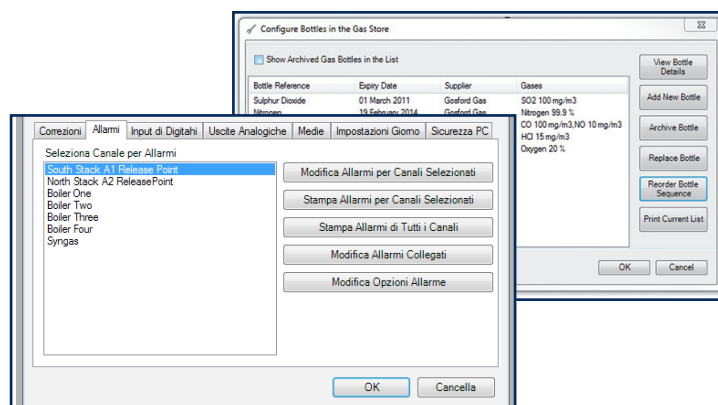 Configure Bottles in the Gas Store
Show Archived Gas Bottles in the List
Bottle Reference Expiry Date Supplier Gases
Sulphur Dioxide 01 March 2011 Gosford Gas SO2 100 mg/m3
Nitrogen 19 February 2014 Gosford Gas Nitrogen 99.9 %
CO 100 mg/m3,NO 10 mg/m3
HCl 15 mg/m3
Oxygen 20 %
View Bottle
Details
Add New Bottle
Archive Bottle
Replace Bottle
Reorder Bottle
Sequence
Print Current List
OK Cancel
Correzioni Allarmi Input di Digitahi Uscite Analogiche Medie Impostazioni Giorno Sicurezza PC
Seleziona Canale per Allarmi
South Stack A1 Release Point
North Stack A2 ReleasePoint
Boiler One
Boiler Two
Boiler Three
Boiler Four
Syngas
Modifica Allarmi per Canali Selezionati
Stampa Allarmi per Canali Selezionati
Stampa Allarmi di Tutti i Canali
Modifica Allarmi Collegati
Modifica Opzioni Allarme
OK Cancella